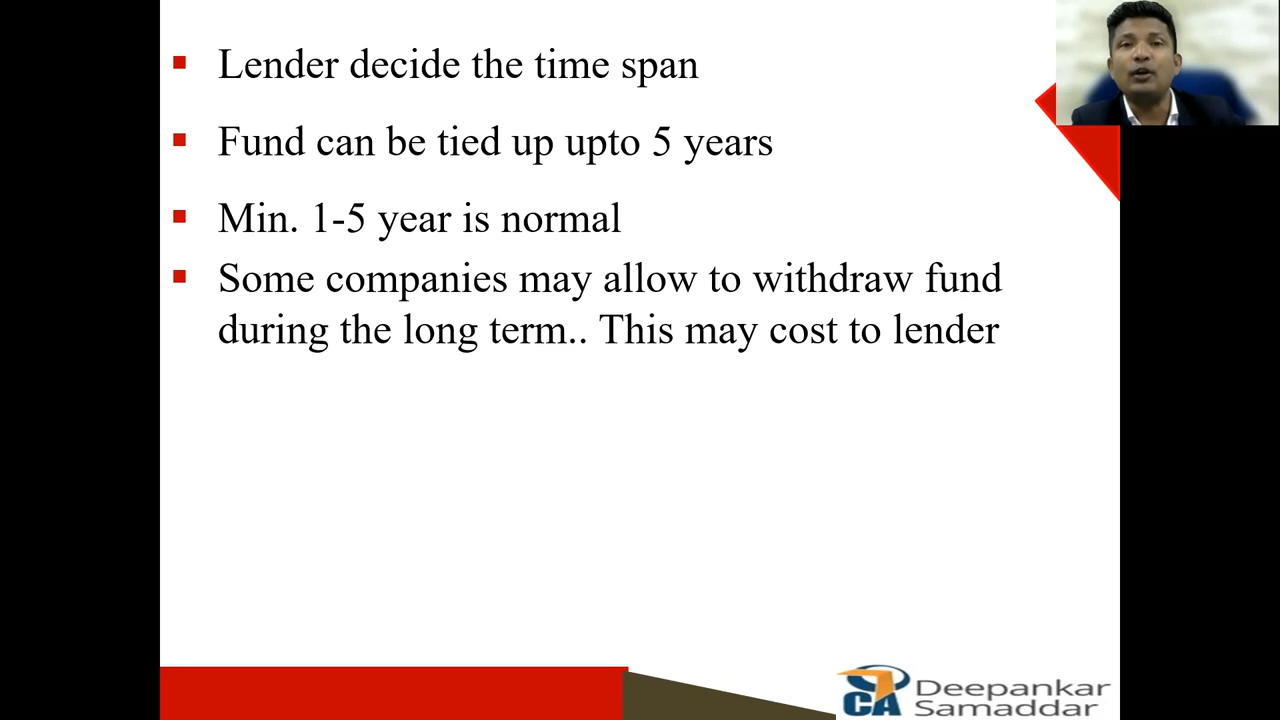 Lender decide the time span
Fund can be tied up upto 5 years
Min. 1-5 year is normal
Some companies may allow to withdraw fund
during the long term.. This may cost to lender
CA
Deepankar
Samaddar